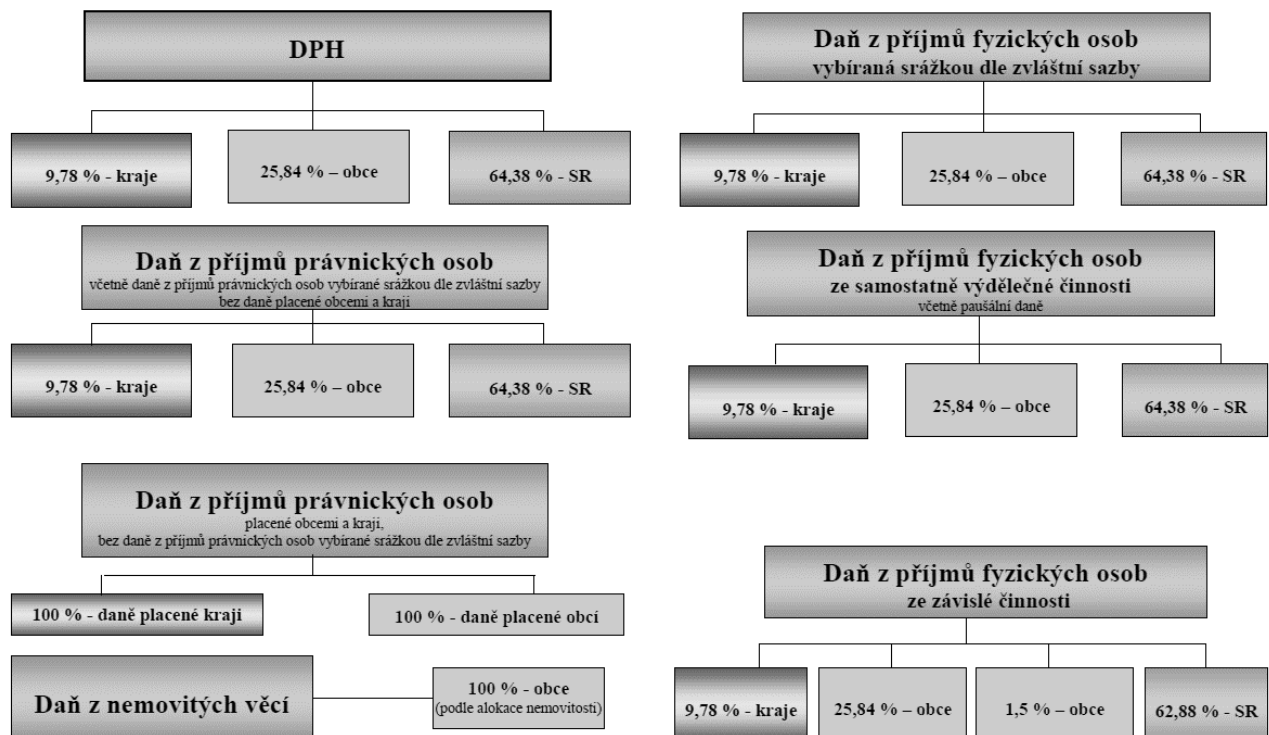 DPH
9,78 % - kraje
25,84 % – obce
64,38 % - SR
Daň z příjmů právnických osob
včetně daně z příjmů právnických osob vybírané srážkou dle zvláštní sazby
bez daně placené obcemi a kraji
9,78 % - kraje
25,84 % – obce
64,38 % - SR
Daň z příjmů právnických osob
placené obcemi a kraji,
bez daně z příjmů právnických osob vybírané srážkou dle zvláštní sazby
100 % - daně placené kraji
100 % - daně placené obcí
Daň z nemovitých věcí
100 % - obce
(podle alokace nemovitostí)
Daň z příjmů fyzických osob
vybíraná srážkou dle zvláštní sazby
9,78 % - kraje
25,84 % – obce
64,38 % - SR
Daň z příjmů fyzických osob
ze samostatně výdělečné činnosti
včetně paušální daně
9,78 % - kraje
25,84 % – obce
64,38 % - SR
Daň z příjmů fyzických osob
ze závislé činnosti
9,78 % - kraje
25,84 % – obce
1,5 % – obce
62,88 % - SR